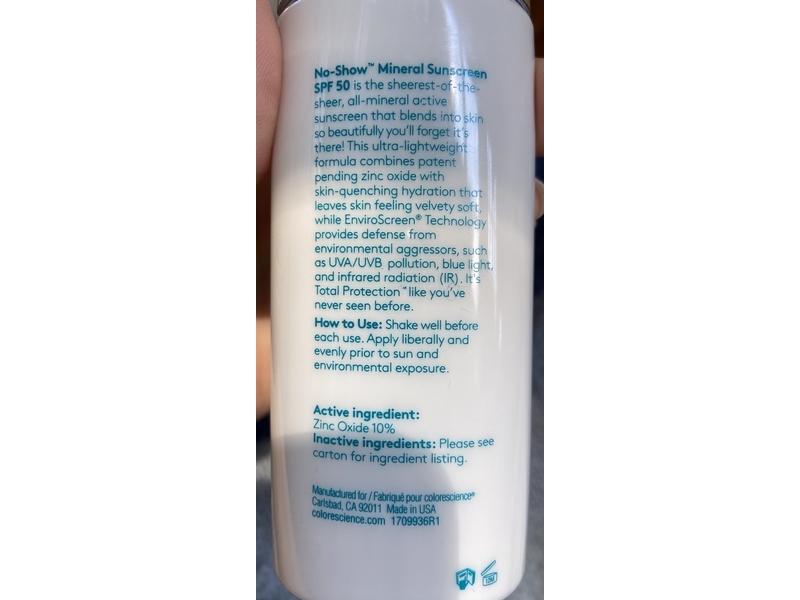 No-Show™ Mineral Sunscreen
SPF 50 is the sheerest-of-the-
sheer, all-mineral active
sunscreen that blends into skin
so beautifully you'll forget it's
there! This ultra-lightweight
formula combines patent
pending zinc oxide with
skin-quenching hydration that
leaves skin feeling velvety soft,
while EnviroScreen® Technology
provides defense from
environmental aggressors, such
as UVA/UVB pollution, blue light,
and infrared radiation (IR). It's
Total Protection™ like you've
never seen before.
How to Use: Shake well before
each use. Apply liberally and
evenly prior to sun and
environmental exposure.
Active ingredient:
Zinc Oxide 10%
Inactive ingredients: Please see
carton for ingredient listing.
Manufactured for / Fabriqué pour colorescience®
Carlsbad, CA 92011 Made in USA
colorescience.com 1709936R1